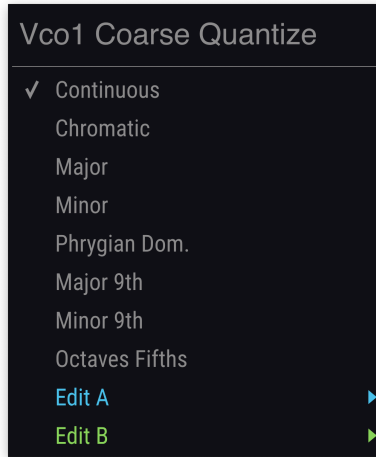 Vco1 Coarse Quantize
✓ Continuous
Chromatic
Major
Minor
Phrygian Dom.
Major 9th
Minor 9th
Octaves Fifths
Edit A
Edit B